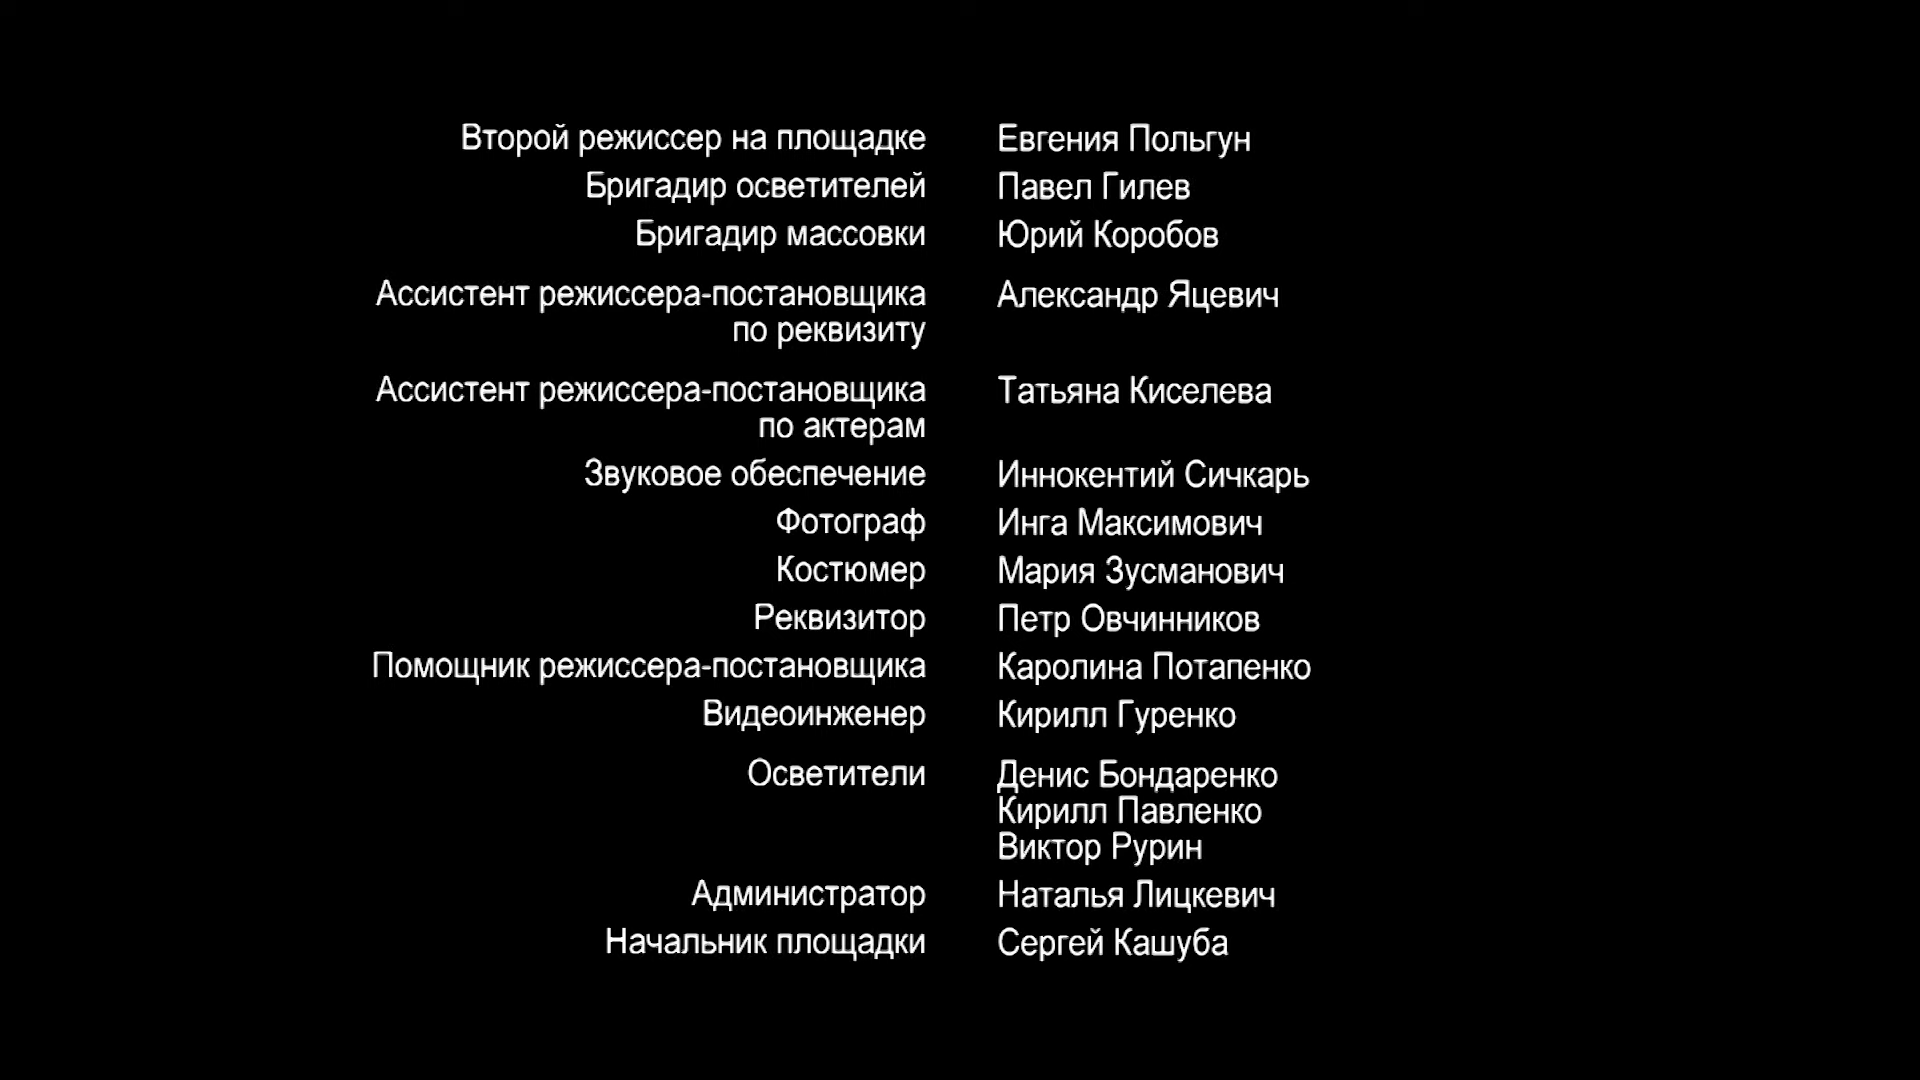 Второй режиссер на площадке Евгения Польгун
Бригадир осветителей Павел Гилев
Бригадир массовки Юрий Коробов
Ассистент режиссера-постановщика Александр Яцевич
по реквизиту
Ассистент режиссера-постановщика Татьяна Киселева
по актерам
Звуковое обеспечение Иннокентий Сичкарь
Фотограф Инга Максимович
Костюмер Мария Зусманович
Реквизитор Петр Овчинников
Помощник режиссера-постановщика Каролина Потапенко
Видеоинженер Кирилл Гуренко
Осветители Денис Бондаренко
Кирилл Павленко
Виктор Рурин
Администратор Наталья Лицкевич
Начальник площадки Сергей Кашуба